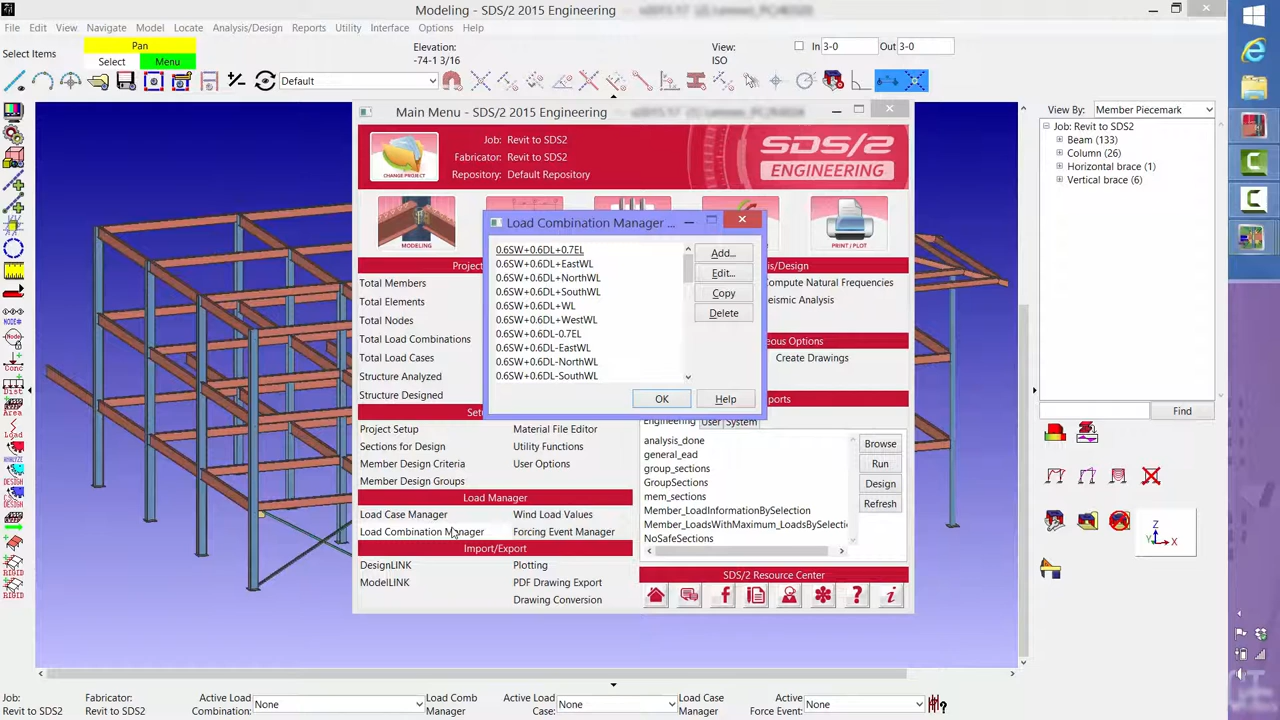 Modeling - SDS/2 2015 Engineering
File Edit View Navigate Model Locate Analysis/Design Reports Utility Interface Options Help
Select Items
Pan
Select Menu
Elevation:
-74-1 3/16
View:
ISO
In 3-0 Out 3-0
Default
Main Menu - SDS/2 2015 Engineering
CHANGE PROJECT
Job: Revit to SDS2
Fabricator: Revit to SDS2
Repository: Default Repository
SDS/2
ENGINEERING
MODELING
PRINT / PLOT
Load Combination Manager ...
0.6SW+0.6DL+0.7EL
0.6SW+0.6DL+EastWL
0.6SW+0.6DL+NorthWL
0.6SW+0.6DL+SouthWL
0.6SW+0.6DL+WL
0.6SW+0.6DL+WestWL
0.6SW+0.6DL-0.7EL
0.6SW+0.6DL-EastWL
0.6SW+0.6DL-NorthWL
0.6SW+0.6DL-SouthWL
Add...
Edit...
Copy
Delete
OK
Help
Total Members
Total Elements
Total Nodes
Total Load Combinations
Total Load Cases
Structure Analyzed
Structure Designed
Compute Natural Frequencies
Seismic Analysis
Create Drawings
Project Setup
Sections for Design
Member Design Criteria
Member Design Groups
Material File Editor
Utility Functions
User Options
Load Manager
Load Case Manager
Load Combination Manager
Wind Load Values
Forcing Event Manager
Import/Export
DesignLINK
ModelLINK
Plotting
PDF Drawing Export
Drawing Conversion
Engineering User System
analysis_done
general_ead
group_sections
GroupSections
mem_sections
Member_LoadInformationBySelection
Member_LoadsWithMaximum_LoadsBySelecti
NoSafeSections
Browse
Run
Design
Refresh
SDS/2 Resource Center
View By: Member Piecemark
Job: Revit to SDS2
Beam (133)
Column (26)
Horizontal brace (1)
Vertical brace (6)
Find
Z
Y
X
Job:
Revit to SDS2
Fabricator:
Revit to SDS2
Active Load
Combination: None
Load Comb
Manager
Active Load
Case: None
Load Case
Manager
Active
Force Event: None